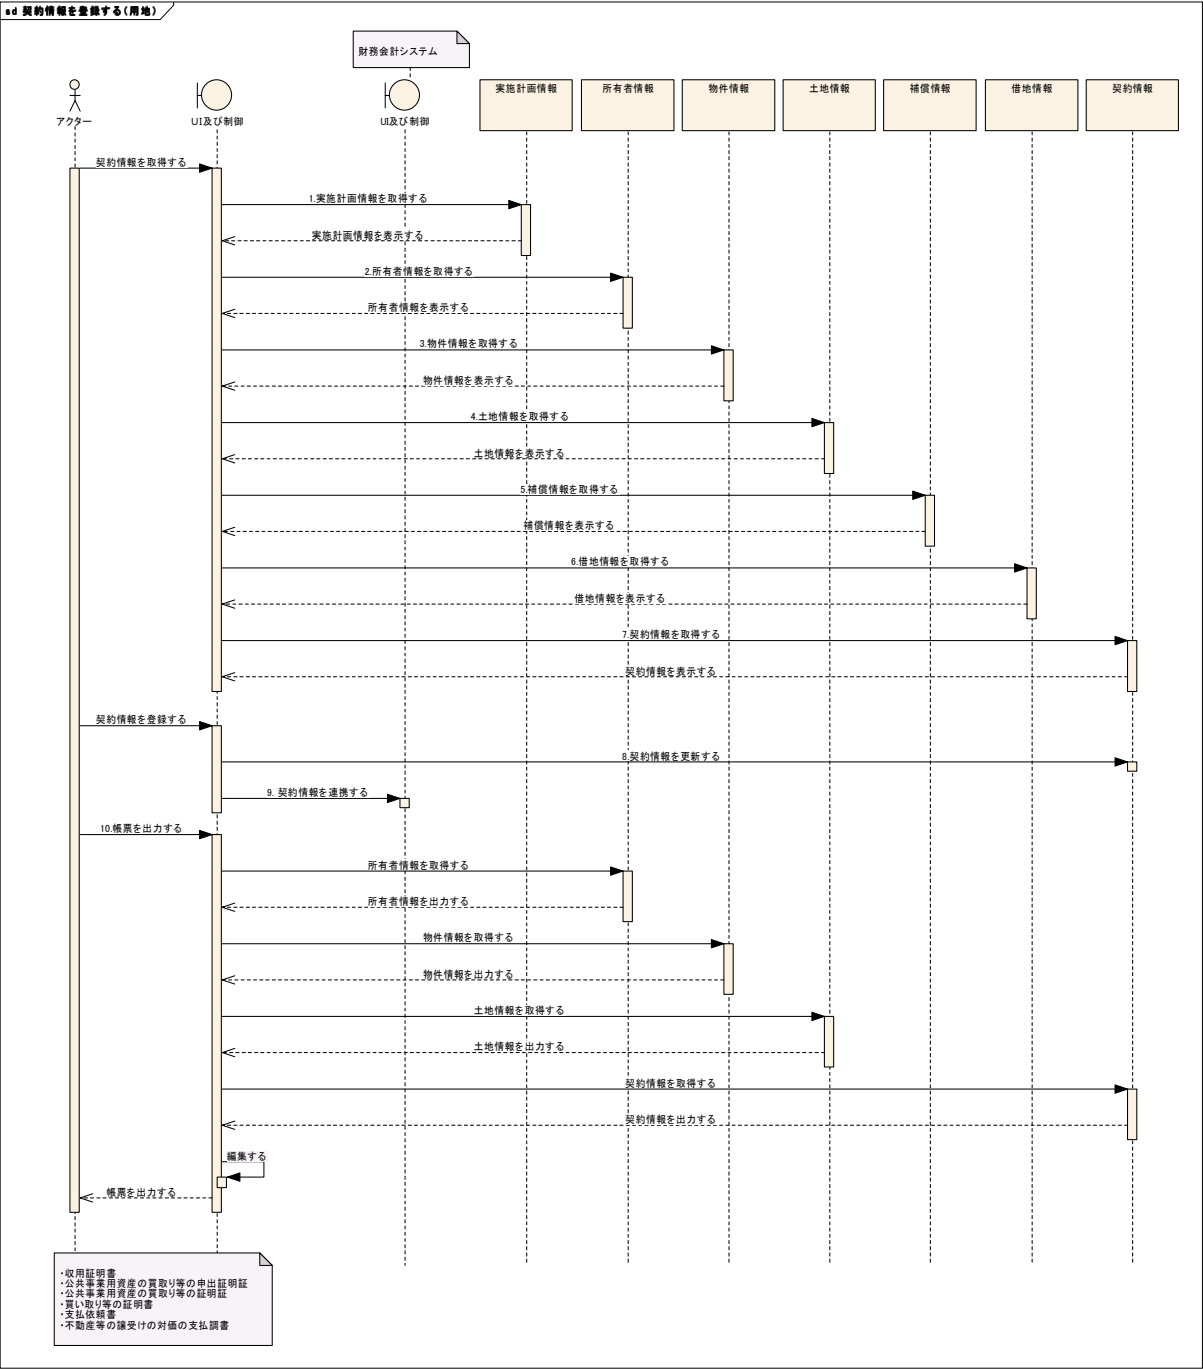 sd 契約情報を登録する(用地)
財務会計システム
アクター
UI及び制御
UI及び制御
実施計画情報
所有者情報
物件情報
土地情報
補償情報
借地情報
契約情報
契約情報を取得する
1.実施計画情報を取得する
実施計画情報を表示する
2.所有者情報を取得する
所有者情報を表示する
3.物件情報を取得する
物件情報を表示する
4.土地情報を取得する
土地情報を表示する
5.補償情報を取得する
補償情報を表示する
6.借地情報を取得する
借地情報を表示する
7.契約情報を取得する
契約情報を表示する
契約情報を登録する
8.契約情報を更新する
9. 契約情報を連携する
10.帳票を出力する
所有者情報を取得する
所有者情報を出力する
物件情報を取得する
物件情報を出力する
土地情報を取得する
土地情報を出力する
契約情報を取得する
契約情報を出力する
編集する
帳票を出力する
・収用証明書
・公共事業用資産の買取り等の申出証明証
・公共事業用資産の買取り等の証明証
・買い取り等の証明書
・支払依頼書
・不動産等の譲受けの対価の支払調書